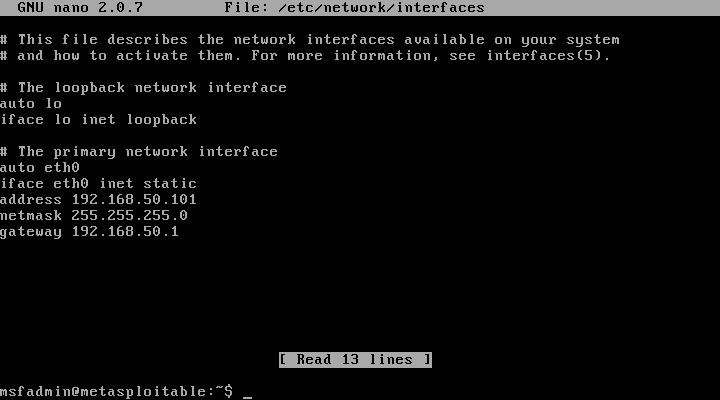 GNU nano 2.0.7 File: /etc/network/interfaces
# This file describes the network interfaces available on your system
# and how to activate them. For more information, see interfaces(5).
# The loopback network interface
auto lo
iface lo inet loopback
# The primary network interface
auto eth0
iface eth0 inet static
address 192.168.50.101
netmask 255.255.255.0
gateway 192.168.50.1
[ Read 13 lines ]
msfadmin@metasploitable:~$ _